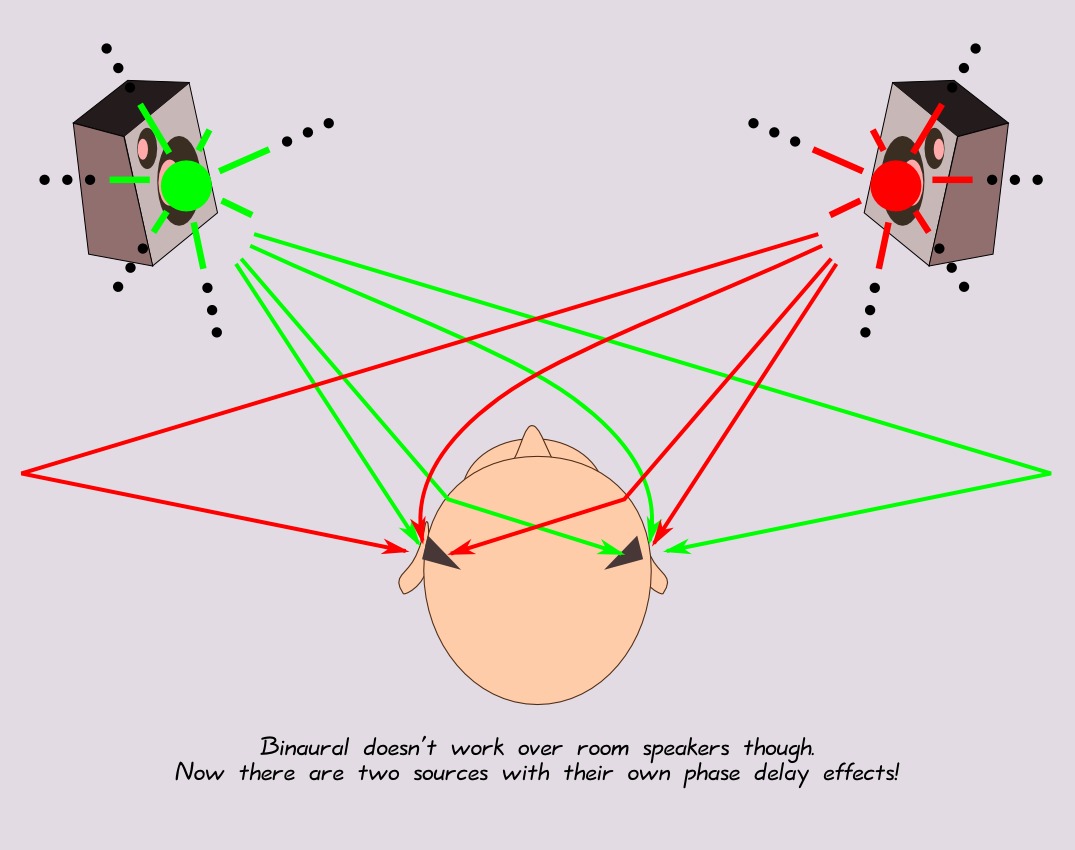 Binaural doesn't work over room speakers though.
Now there are two sources with their own phase delay effects!